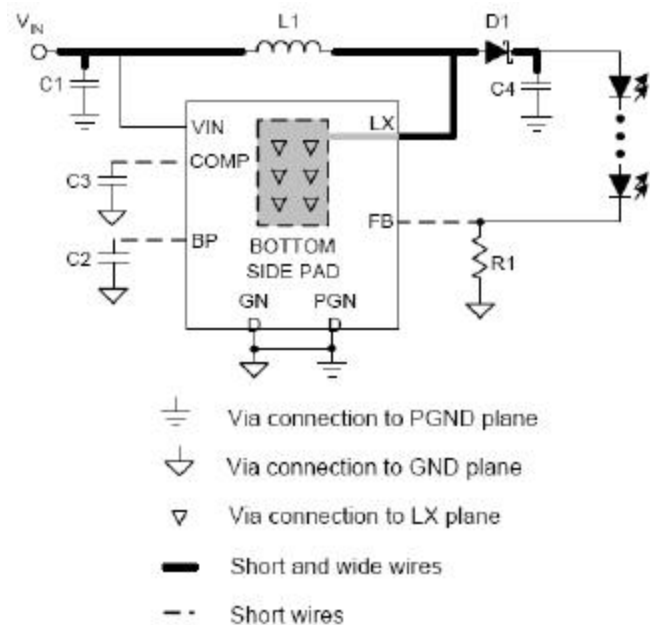 VIN
L1
D1
C1
C4
VIN
LX
COMP
C3
FB
BP
C2
BOTTOM
SIDE PAD
R1
GN
D
PGN
D
Via connection to PGND plane
Via connection to GND plane
Via connection to LX plane
Short and wide wires
Short wires